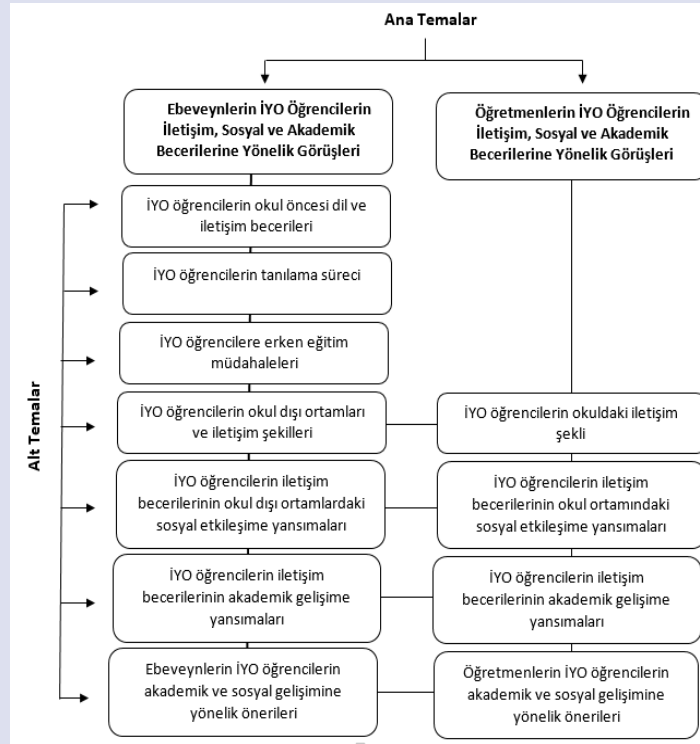 Ana Temalar
Ebeveynlerin İYO Öğrencilerin
İletişim, Sosyal ve Akademik
Becerilerine Yönelik Görüşleri
Öğretmenlerin İYO Öğrencilerin
İletişim, Sosyal ve Akademik
Becerilerine Yönelik Görüşleri
Alt Temalar
İYO öğrencilerin okul öncesi dil ve
iletişim becerileri
İYO öğrencilerin tanılama süreci
İYO öğrencilere erken eğitim
müdahaleleri
İYO öğrencilerin okul dışı ortamları
ve iletişim şekilleri
İYO öğrencilerin okuldaki iletişim
şekli
İYO öğrencilerin iletişim
becerilerinin okul dışı ortamlardaki
sosyal etkileşime yansımaları
İYO öğrencilerin iletişim
becerilerinin okul ortamındaki
sosyal etkileşime yansımaları
İYO öğrencilerin iletişim
becerilerinin akademik gelişime
yansımaları
İYO öğrencilerin iletişim
becerilerinin akademik gelişime
yansımaları
Ebeveynlerin İYO öğrencilerin
akademik ve sosyal gelişimine
yönelik önerileri
Öğretmenlerin İYO öğrencilerin
akademik ve sosyal gelişimine
yönelik önerileri